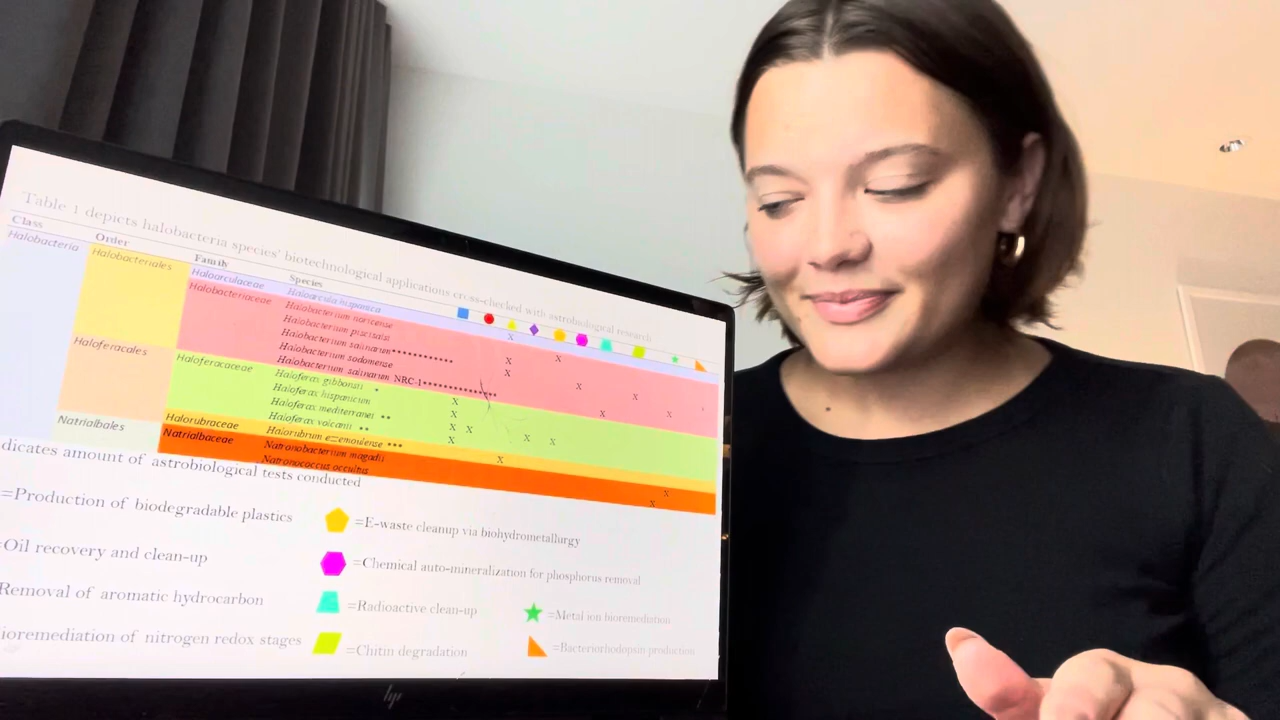 Table 1 depicts halobacteria species' biotechnological applications cross-checked with astrobiological research
Class Order Family Species
Halobacteria Halobacteriales Haloarculaceae Haloarcula hispanica x
Halobacteriaceae Halobacterium noricense
Halobacterium piscisalsi x x
Halobacterium salinarum************ x
Halobacterium sodomense x
Halobacterium salinarum NRC-1************** x x
Haloferacales Haloferacaceae Haloferax gibbonsii * x
Haloferax hispanicum x
Haloferax mediterranei ** x x x x
Haloferax volcanii ** x
Halorubraceae Halorubrum ezzemoulense *** x
Natrialbales Natrialbaceae Natronobacterium magadii x
Natronococcus occultus x
dicates amount of astrobiological tests conducted
=Production of biodegradable plastics
=E-waste cleanup via biohydrometallurgy
=Oil recovery and clean-up
=Chemical auto-mineralization for phosphorus removal
Removal of aromatic hydrocarbon
=Radioactive clean-up
=Metal ion bioremediation
ioremediation of nitrogen redox stages
=Chitin degradation
=Bacteriorhodopsin production
hp